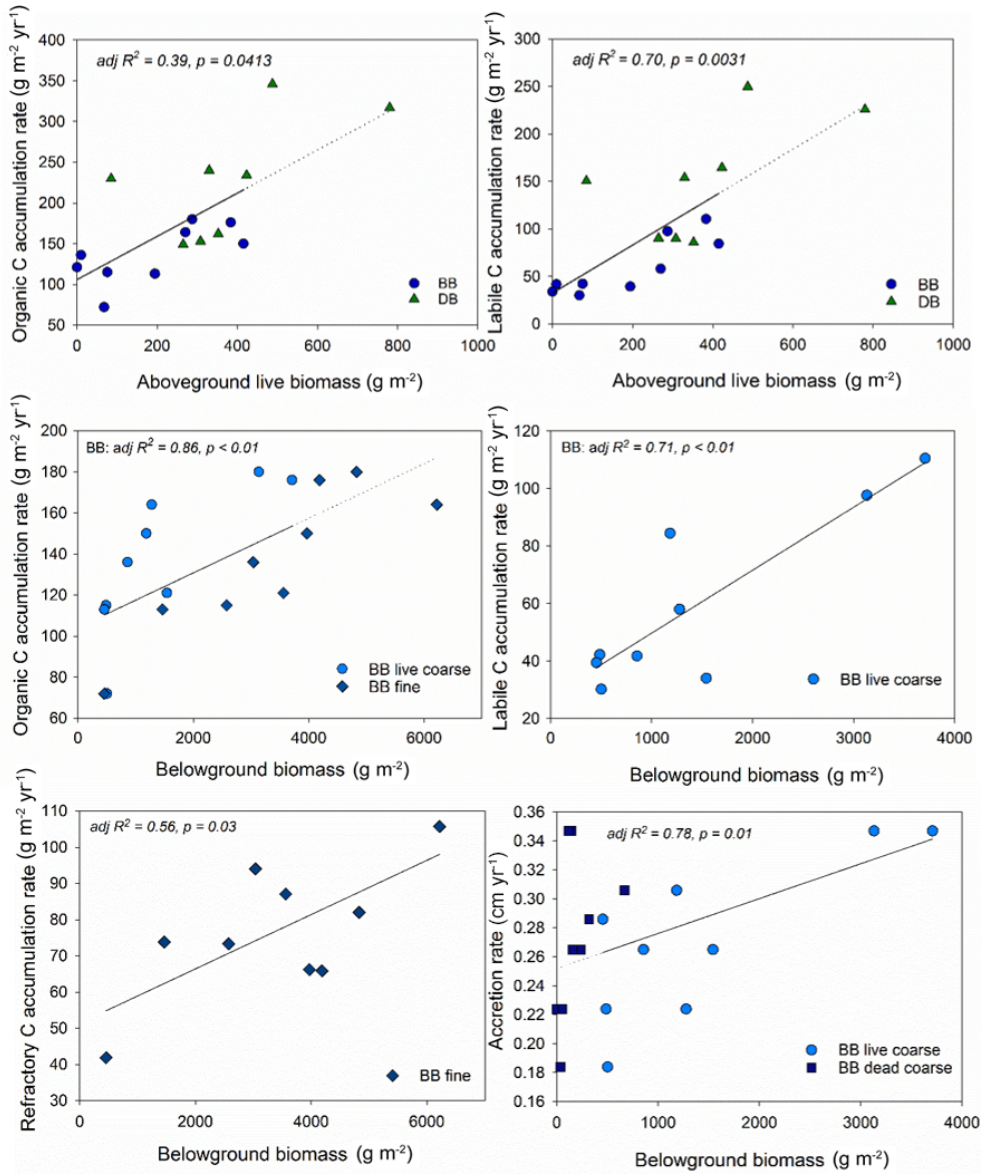 adj R² = 0.39, p = 0.0413
Organic C accumulation rate (g m⁻² yr⁻¹)
400
350
300
250
200
150
100
50
BB
DB
0 200 400 600 800 1000
Aboveground live biomass (g m⁻²)
adj R² = 0.70, p = 0.0031
Labile C accumulation rate (g m⁻² yr⁻¹)
300
250
200
150
100
50
0
BB
DB
0 200 400 600 800 1000
Aboveground live biomass (g m⁻²)
BB: adj R² = 0.86, p < 0.01
Organic C accumulation rate (g m⁻² yr⁻¹)
200
180
160
140
120
100
80
60
BB live coarse
BB fine
0 2000 4000 6000
Belowground biomass (g m⁻²)
BB: adj R² = 0.71, p < 0.01
Labile C accumulation rate (g m⁻² yr⁻¹)
120
100
80
60
40
20
BB live coarse
0 1000 2000 3000 4000
Belowground biomass (g m⁻²)
adj R² = 0.56, p = 0.03
Refractory C accumulation rate (g m⁻² yr⁻¹)
110
100
90
80
70
60
50
40
30
BB fine
0 2000 4000 6000
Belowground biomass (g m⁻²)
adj R² = 0.78, p = 0.01
Accretion rate (cm yr⁻¹)
0.36
0.34
0.32
0.30
0.28
0.26
0.24
0.22
0.20
0.18
0.16
BB live coarse
BB dead coarse
0 1000 2000 3000 4000
Belowground biomass (g m⁻²)